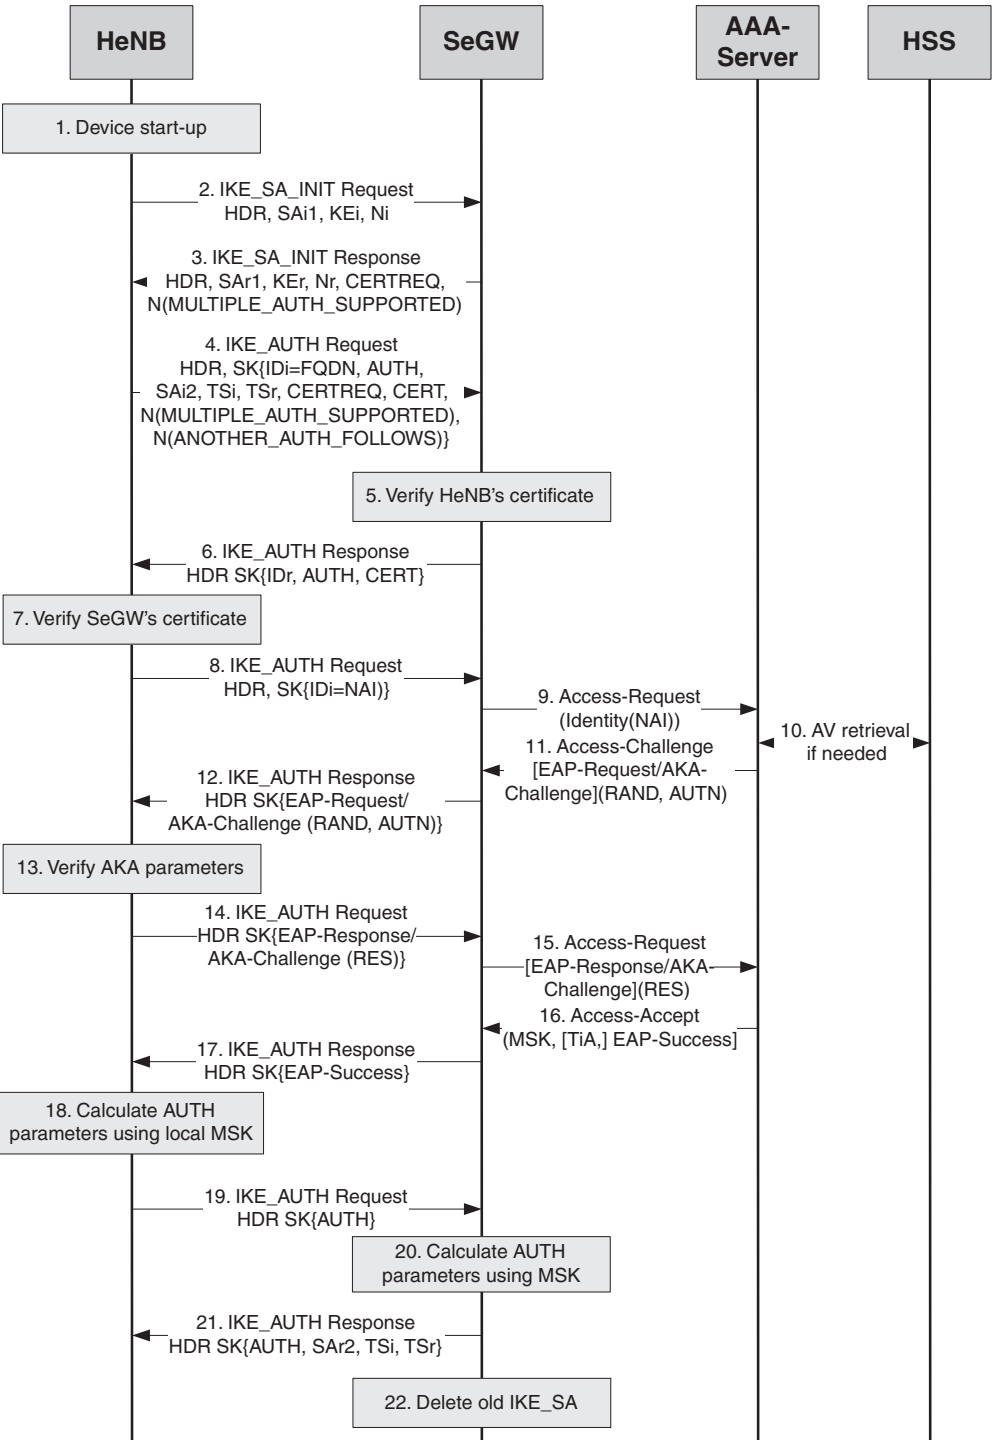 HeNB
SeGW
AAA-
Server
HSS
1. Device start-up
2. IKE_SA_INIT Request
HDR, SAi1, KEi, Ni
3. IKE_SA_INIT Response
HDR, SAr1, KEr, Nr, CERTREQ,
N(MULTIPLE_AUTH_SUPPORTED)
4. IKE_AUTH Request
HDR, SK{IDi=FQDN, AUTH,
SAi2, TSi, TSr, CERTREQ, CERT,
N(MULTIPLE_AUTH_SUPPORTED),
N(ANOTHER_AUTH_FOLLOWS)}
5. Verify HeNB's certificate
6. IKE_AUTH Response
HDR SK{IDr, AUTH, CERT}
7. Verify SeGW's certificate
8. IKE_AUTH Request
HDR, SK{IDi=NAI)}
9. Access-Request
(Identity(NAI))
10. AV retrieval
if needed
11. Access-Challenge
[EAP-Request/AKA-
Challenge](RAND, AUTN)
12. IKE_AUTH Response
HDR SK{EAP-Request/
AKA-Challenge (RAND, AUTN)}
13. Verify AKA parameters
14. IKE_AUTH Request
HDR SK{EAP-Response/
AKA-Challenge (RES)}
15. Access-Request
[EAP-Response/AKA-
Challenge](RES)
16. Access-Accept
(MSK, [TiA,] EAP-Success]
17. IKE_AUTH Response
HDR SK{EAP-Success}
18. Calculate AUTH
parameters using local MSK
19. IKE_AUTH Request
HDR SK{AUTH}
20. Calculate AUTH
parameters using MSK
21. IKE_AUTH Response
HDR SK{AUTH, SAr2, TSi, TSr}
22. Delete old IKE_SA